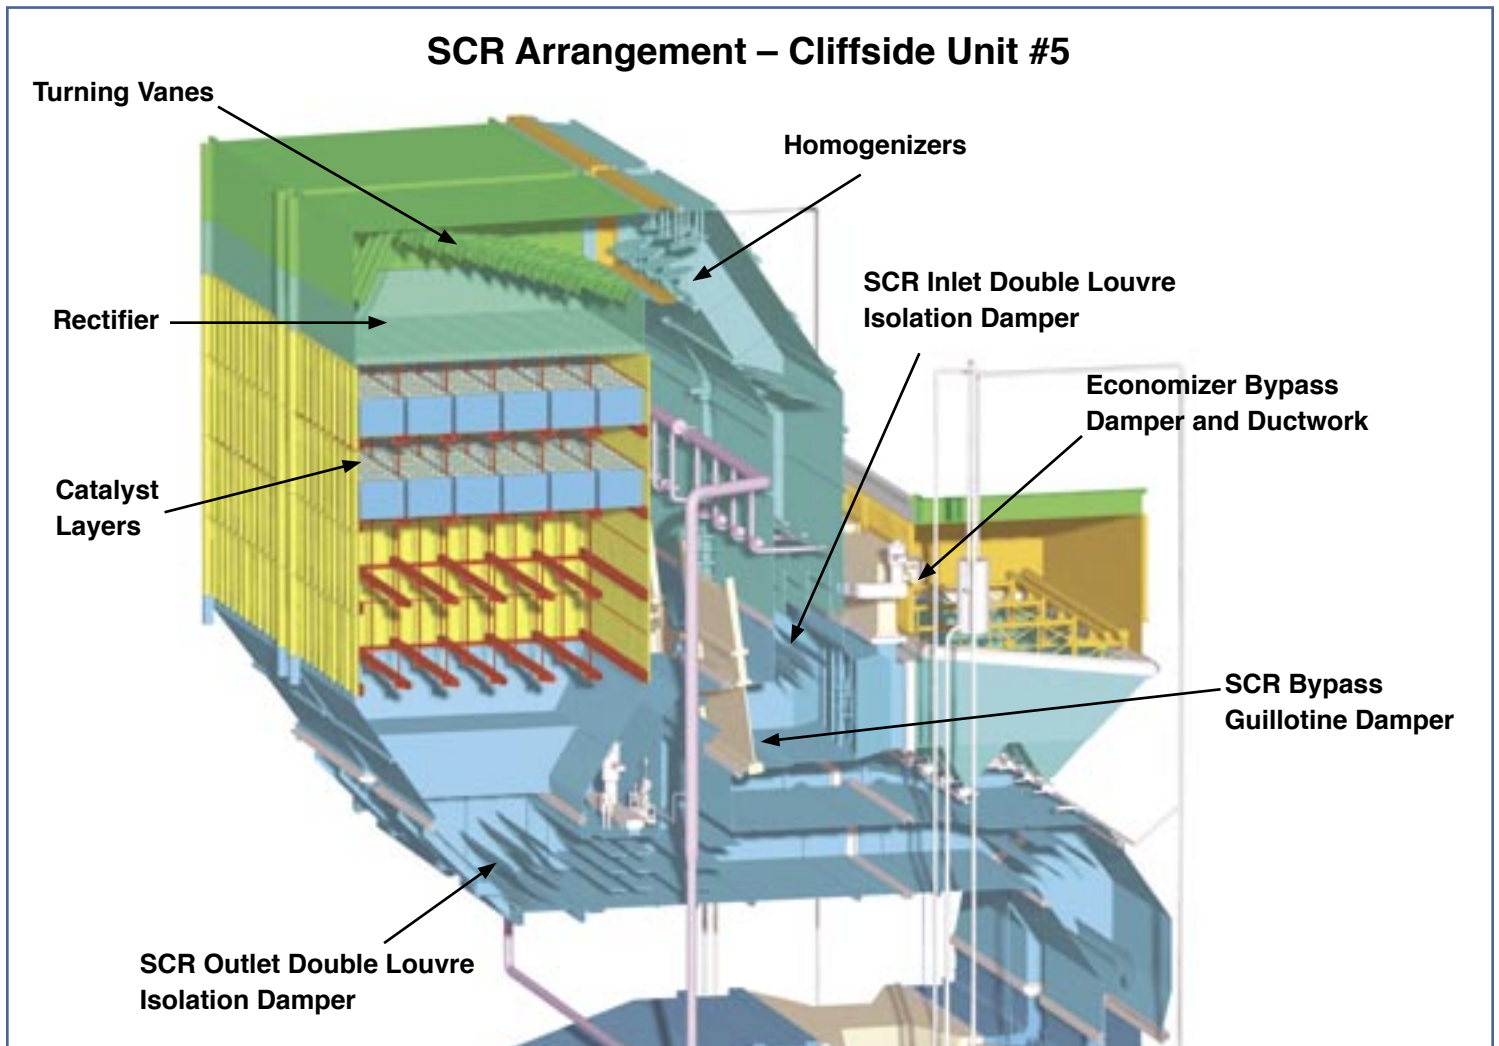 SCR Arrangement – Cliffside Unit #5
Turning Vanes
Homogenizers
SCR Inlet Double Louvre
Isolation Damper
Rectifier
Economizer Bypass
Damper and Ductwork
Catalyst
Layers
SCR Bypass
Guillotine Damper
SCR Outlet Double Louvre
Isolation Damper